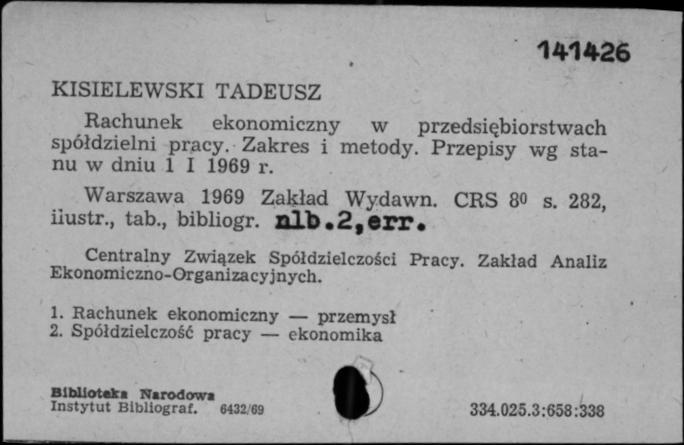 141426
KISIELEWSKI TADEUSZ
Rachunek ekonomiczny w przedsiębiorstwach
spółdzielni pracy. Zakres i metody. Przepisy wg sta-
nu w dniu 1 I 1969 r.
Warszawa 1969 Zakład Wydawn. CRS 8⁰ s. 282,
ilustr., tab., bibliogr. nlb.2,err.
Centralny Związek Spółdzielczości Pracy. Zakład Analiz
Ekonomiczno-Organizacyjnych.
1. Rachunek ekonomiczny — przemysł
2. Spółdzielczość pracy — ekonomika
Biblioteka Narodowa
Instytut Bibliograf. 6432/69
334.025.3:658:338